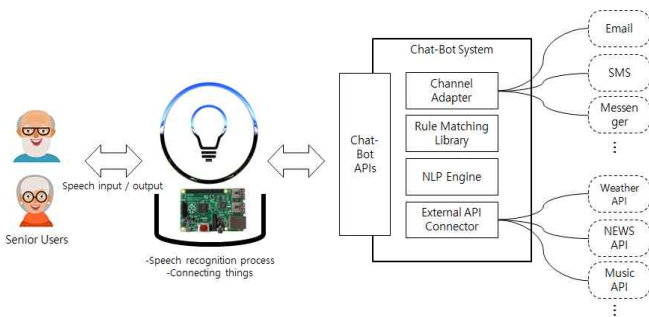 Senior Users
Speech input / output
-Speech recognition process
-Connecting things
Chat-
Bot
APIs
Chat-Bot System
Channel
Adapter
Rule Matching
Library
NLP Engine
External API
Connector
Email
SMS
Messen
ger
⋮
Weather
API
NEWS
API
Music
API
⋮